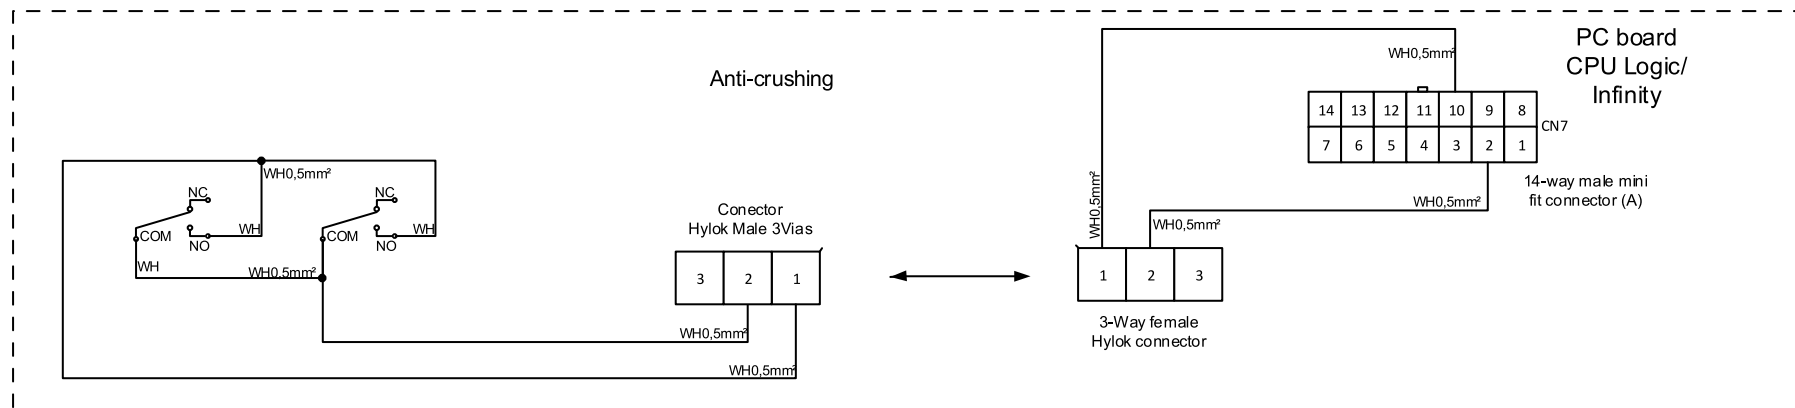 Anti-crushing
PC board
CPU Logic/
Infinity
WH0,5mm²
14 13 12 11 10 9 8
7 6 5 4 3 2 1
CN7
14-way male mini
fit connector (A)
WH0,5mm²
WH0,5mm²
WH0,5mm²
1 2 3
3-Way female
Hylok connector
WH0,5mm²
NC
COM
NO
WH
WH
NC
COM
NO
WH
WH0,5mm²
Conector
Hylok Male 3Vias
3 2 1
WH0,5mm²
WH0,5mm²